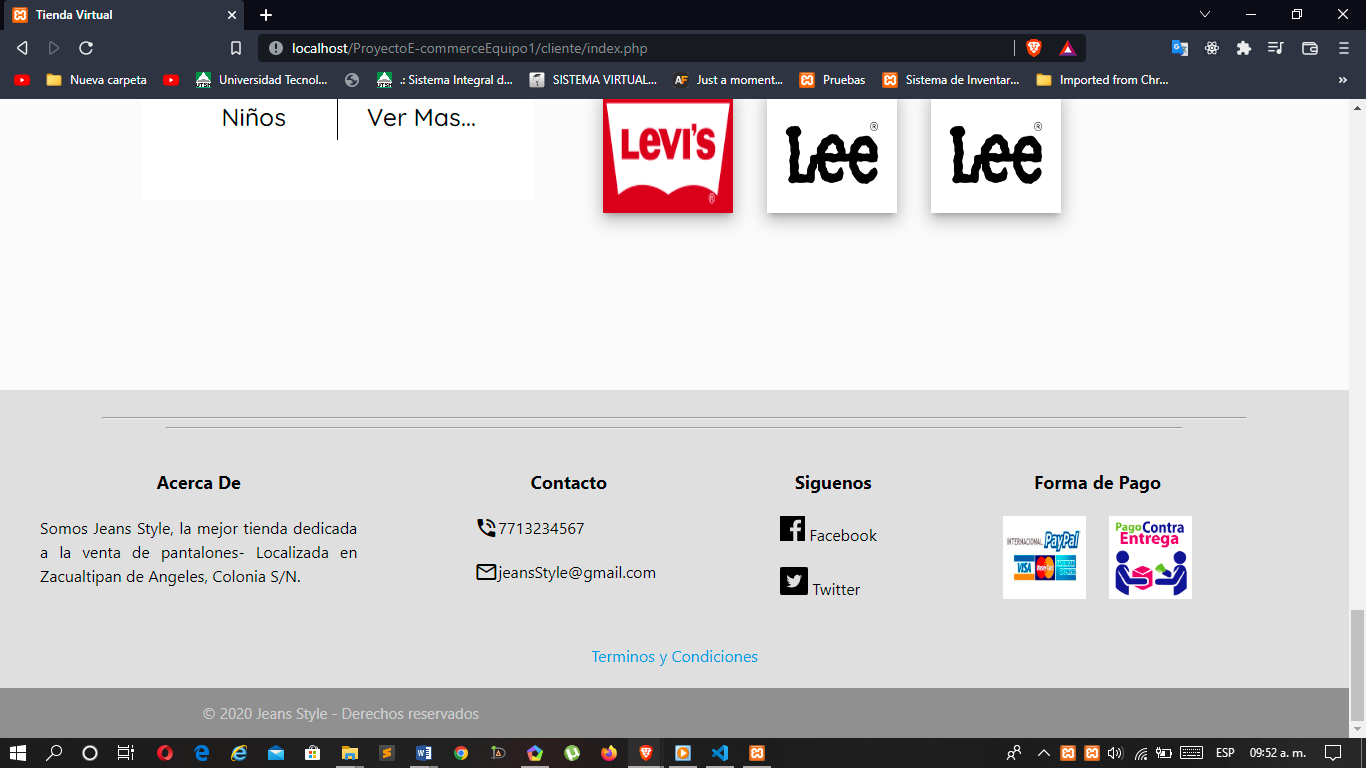 Tienda Virtual
localhost/ProyectoE-commerceEquipo1/cliente/index.php
Nueva carpeta
Universidad Tecnol...
.: Sistema Integral d...
SISTEMA VIRTUAL...
AF
Just a moment...
Pruebas
Sistema de Inventar...
Imported from Chr...
»
Niños
Ver Mas...
LEVI'S ®
Lee ®
Lee ®
Acerca De
Somos Jeans Style, la mejor tienda dedicada
a la venta de pantalones- Localizada en
Zacualtipan de Angeles, Colonia S/N.
Contacto
7713234567
jeansStyle@gmail.com
Siguenos
Facebook
Twitter
Forma de Pago
INTERNACIONAL PayPal
VISA
Pago Contra
Entrega
Terminos y Condiciones
© 2020 Jeans Style - Derechos reservados
ESP
09:52 a. m.